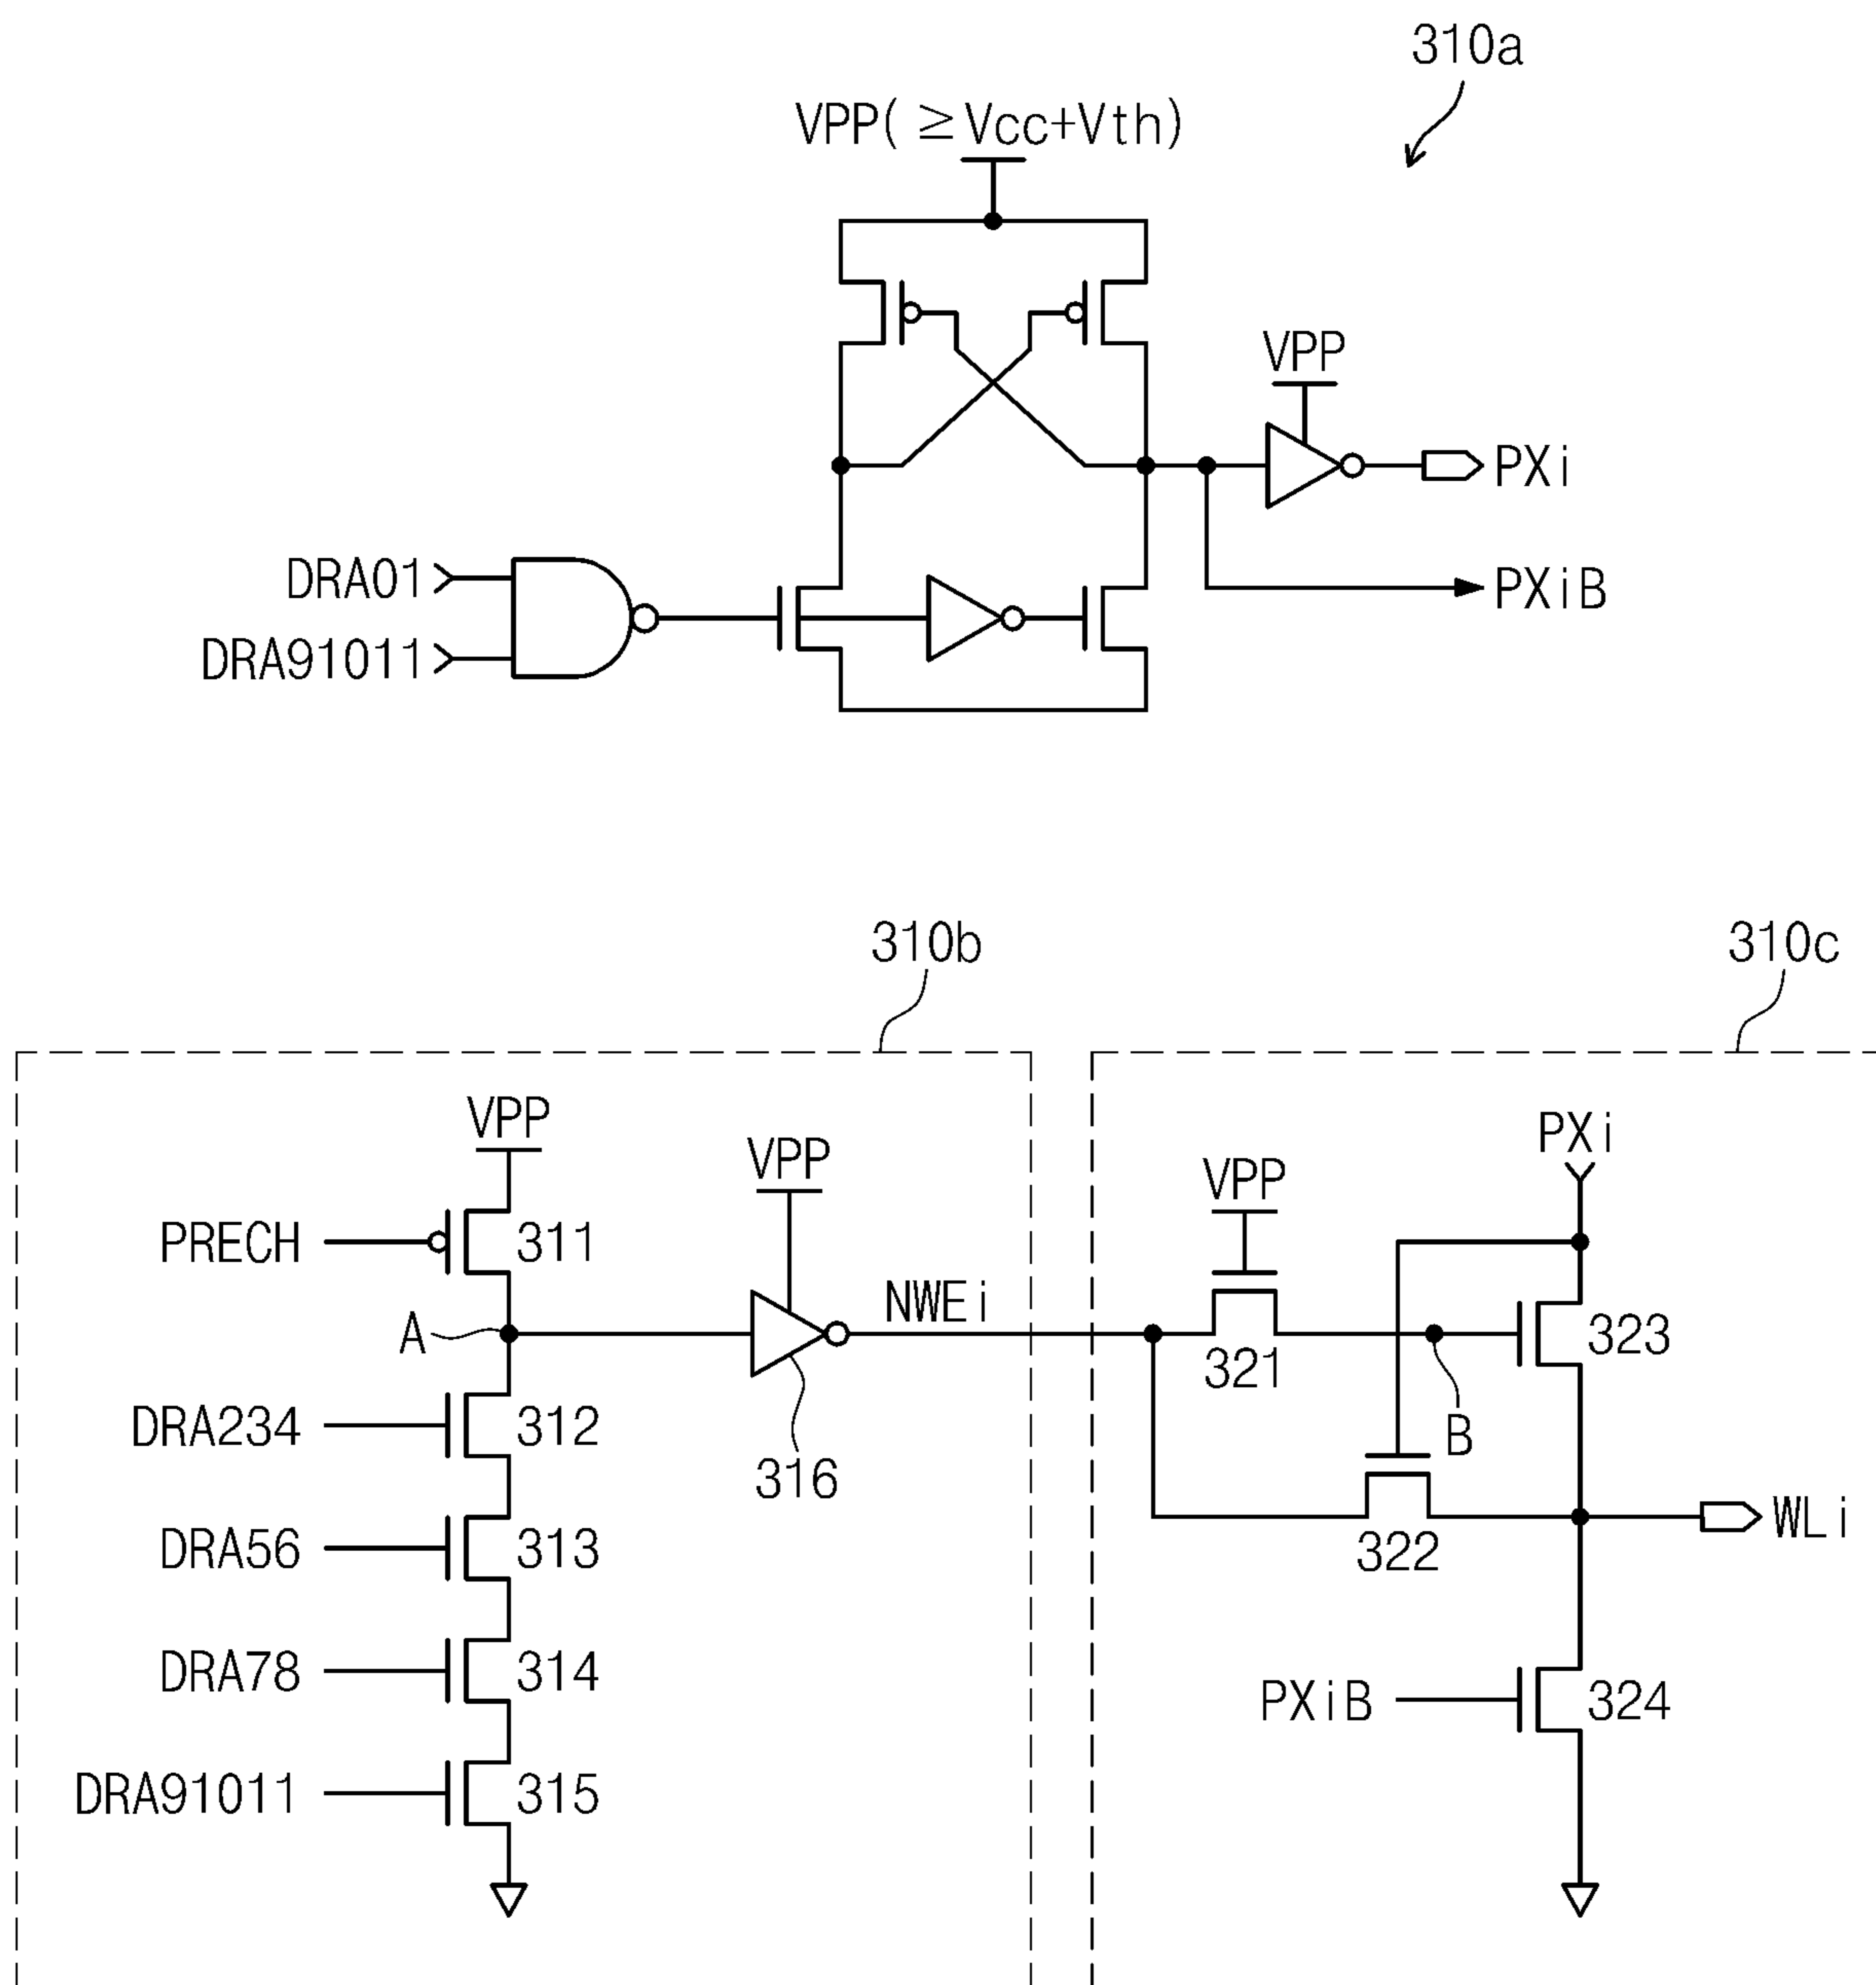 310a
VPP(≥Vcc+Vth)
VPP
PXi
DRA01
PXiB
DRA91011
310b
310c
VPP
PXi
VPP
VPP
PRECH
311
NWEi
A
323
321
DRA234
312
B
316
WLi
DRA56
313
322
DRA78
314
PXiB
324
DRA91011
315